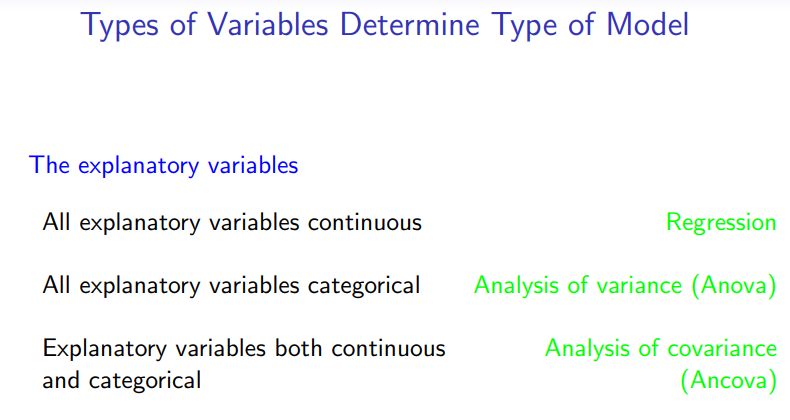 Types of Variables Determine Type of Model
The explanatory variables
All explanatory variables continuous Regression
All explanatory variables categorical Analysis of variance (Anova)
Explanatory variables both continuous Analysis of covariance
and categorical (Ancova)